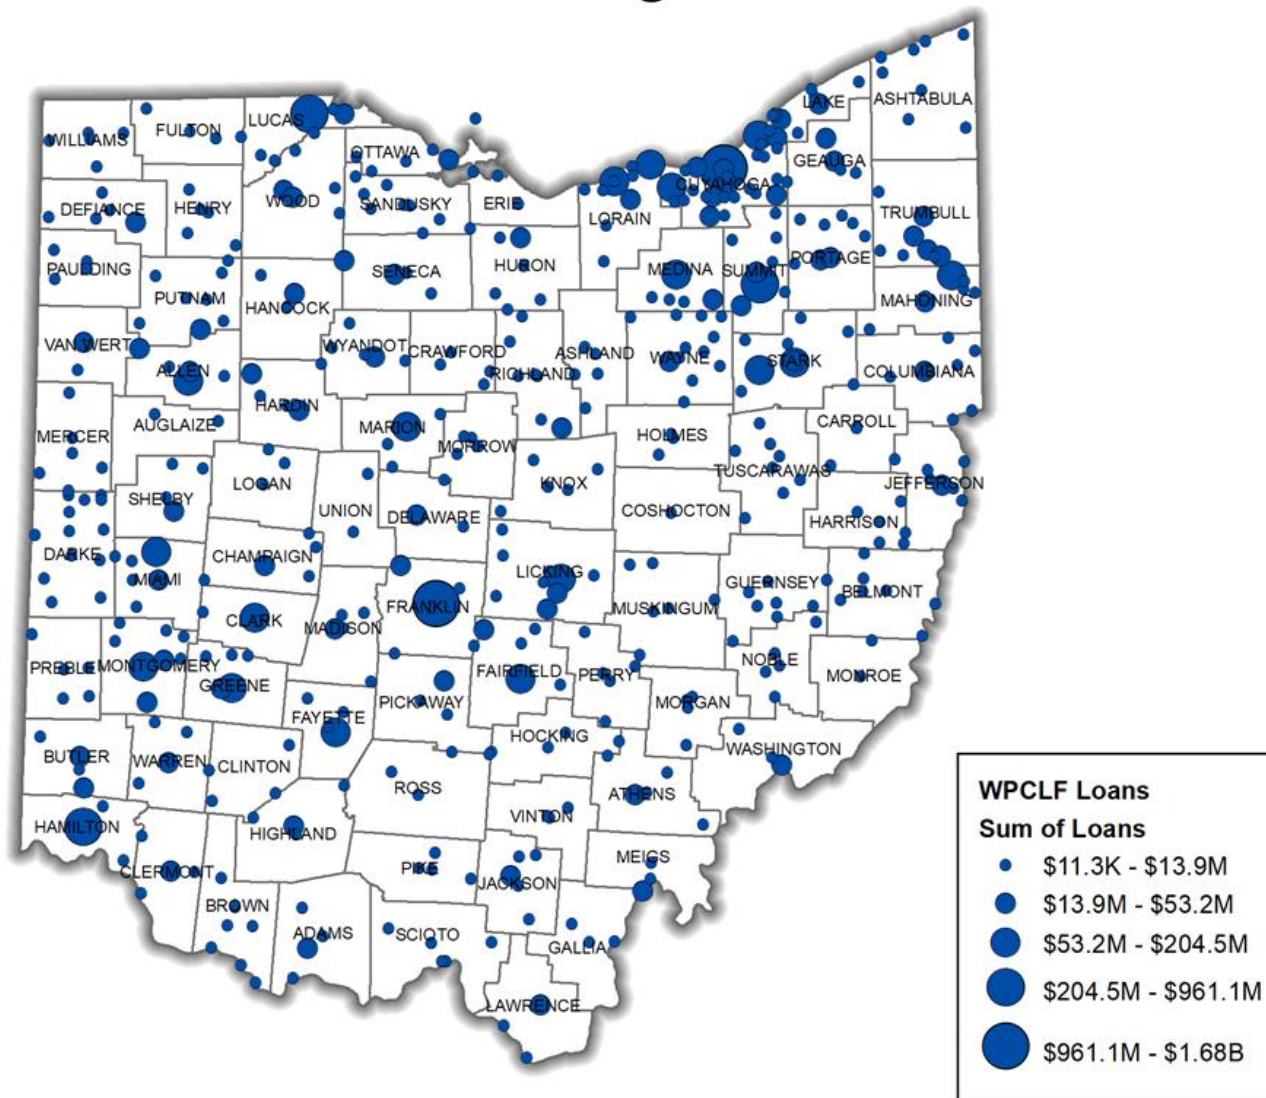 LAKE
ASHTABULA
LUCAS
FULTON
WILLIAMS
OTTAWA
GEAUGA
CUYAHOGA
WOOD
SANDUSKY
ERIE
DEFIANCE
HENRY
LORAIN
TRUMBULL
PAULDING
SENECA
HURON
MEDINA
SUMMIT
PORTAGE
PUTNAM
HANCOCK
MAHONING
VAN WERT
WYANDOT
CRAWFORD
ASHLAND
WAYNE
STARK
ALLEN
RICHLAND
COLUMBIANA
HARDIN
AUGLAIZE
MARION
CARROLL
MERCER
MORROW
HOLMES
TUSCARAWAS
LOGAN
KNOX
JEFFERSON
SHELBY
UNION
DELAWARE
COSHOCTON
HARRISON
DARKE
CHAMPAIGN
MIAMI
LICKING
GUERNSEY
BELMONT
FRANKLIN
MUSKINGUM
CLARK
MADISON
PREBLE
MONTGOMERY
GREENE
FAIRFIELD
PERRY
NOBLE
MONROE
PICKAWAY
MORGAN
FAYETTE
HOCKING
WASHINGTON
BUTLER
WARREN
CLINTON
ROSS
ATHENS
HAMILTON
HIGHLAND
VINTON
CLERMONT
PIKE
JACKSON
MEIGS
BROWN
ADAMS
SCIOTO
GALLIA
LAWRENCE
WPCLF Loans
Sum of Loans
$11.3K - $13.9M
$13.9M - $53.2M
$53.2M - $204.5M
$204.5M - $961.1M
$961.1M - $1.68B